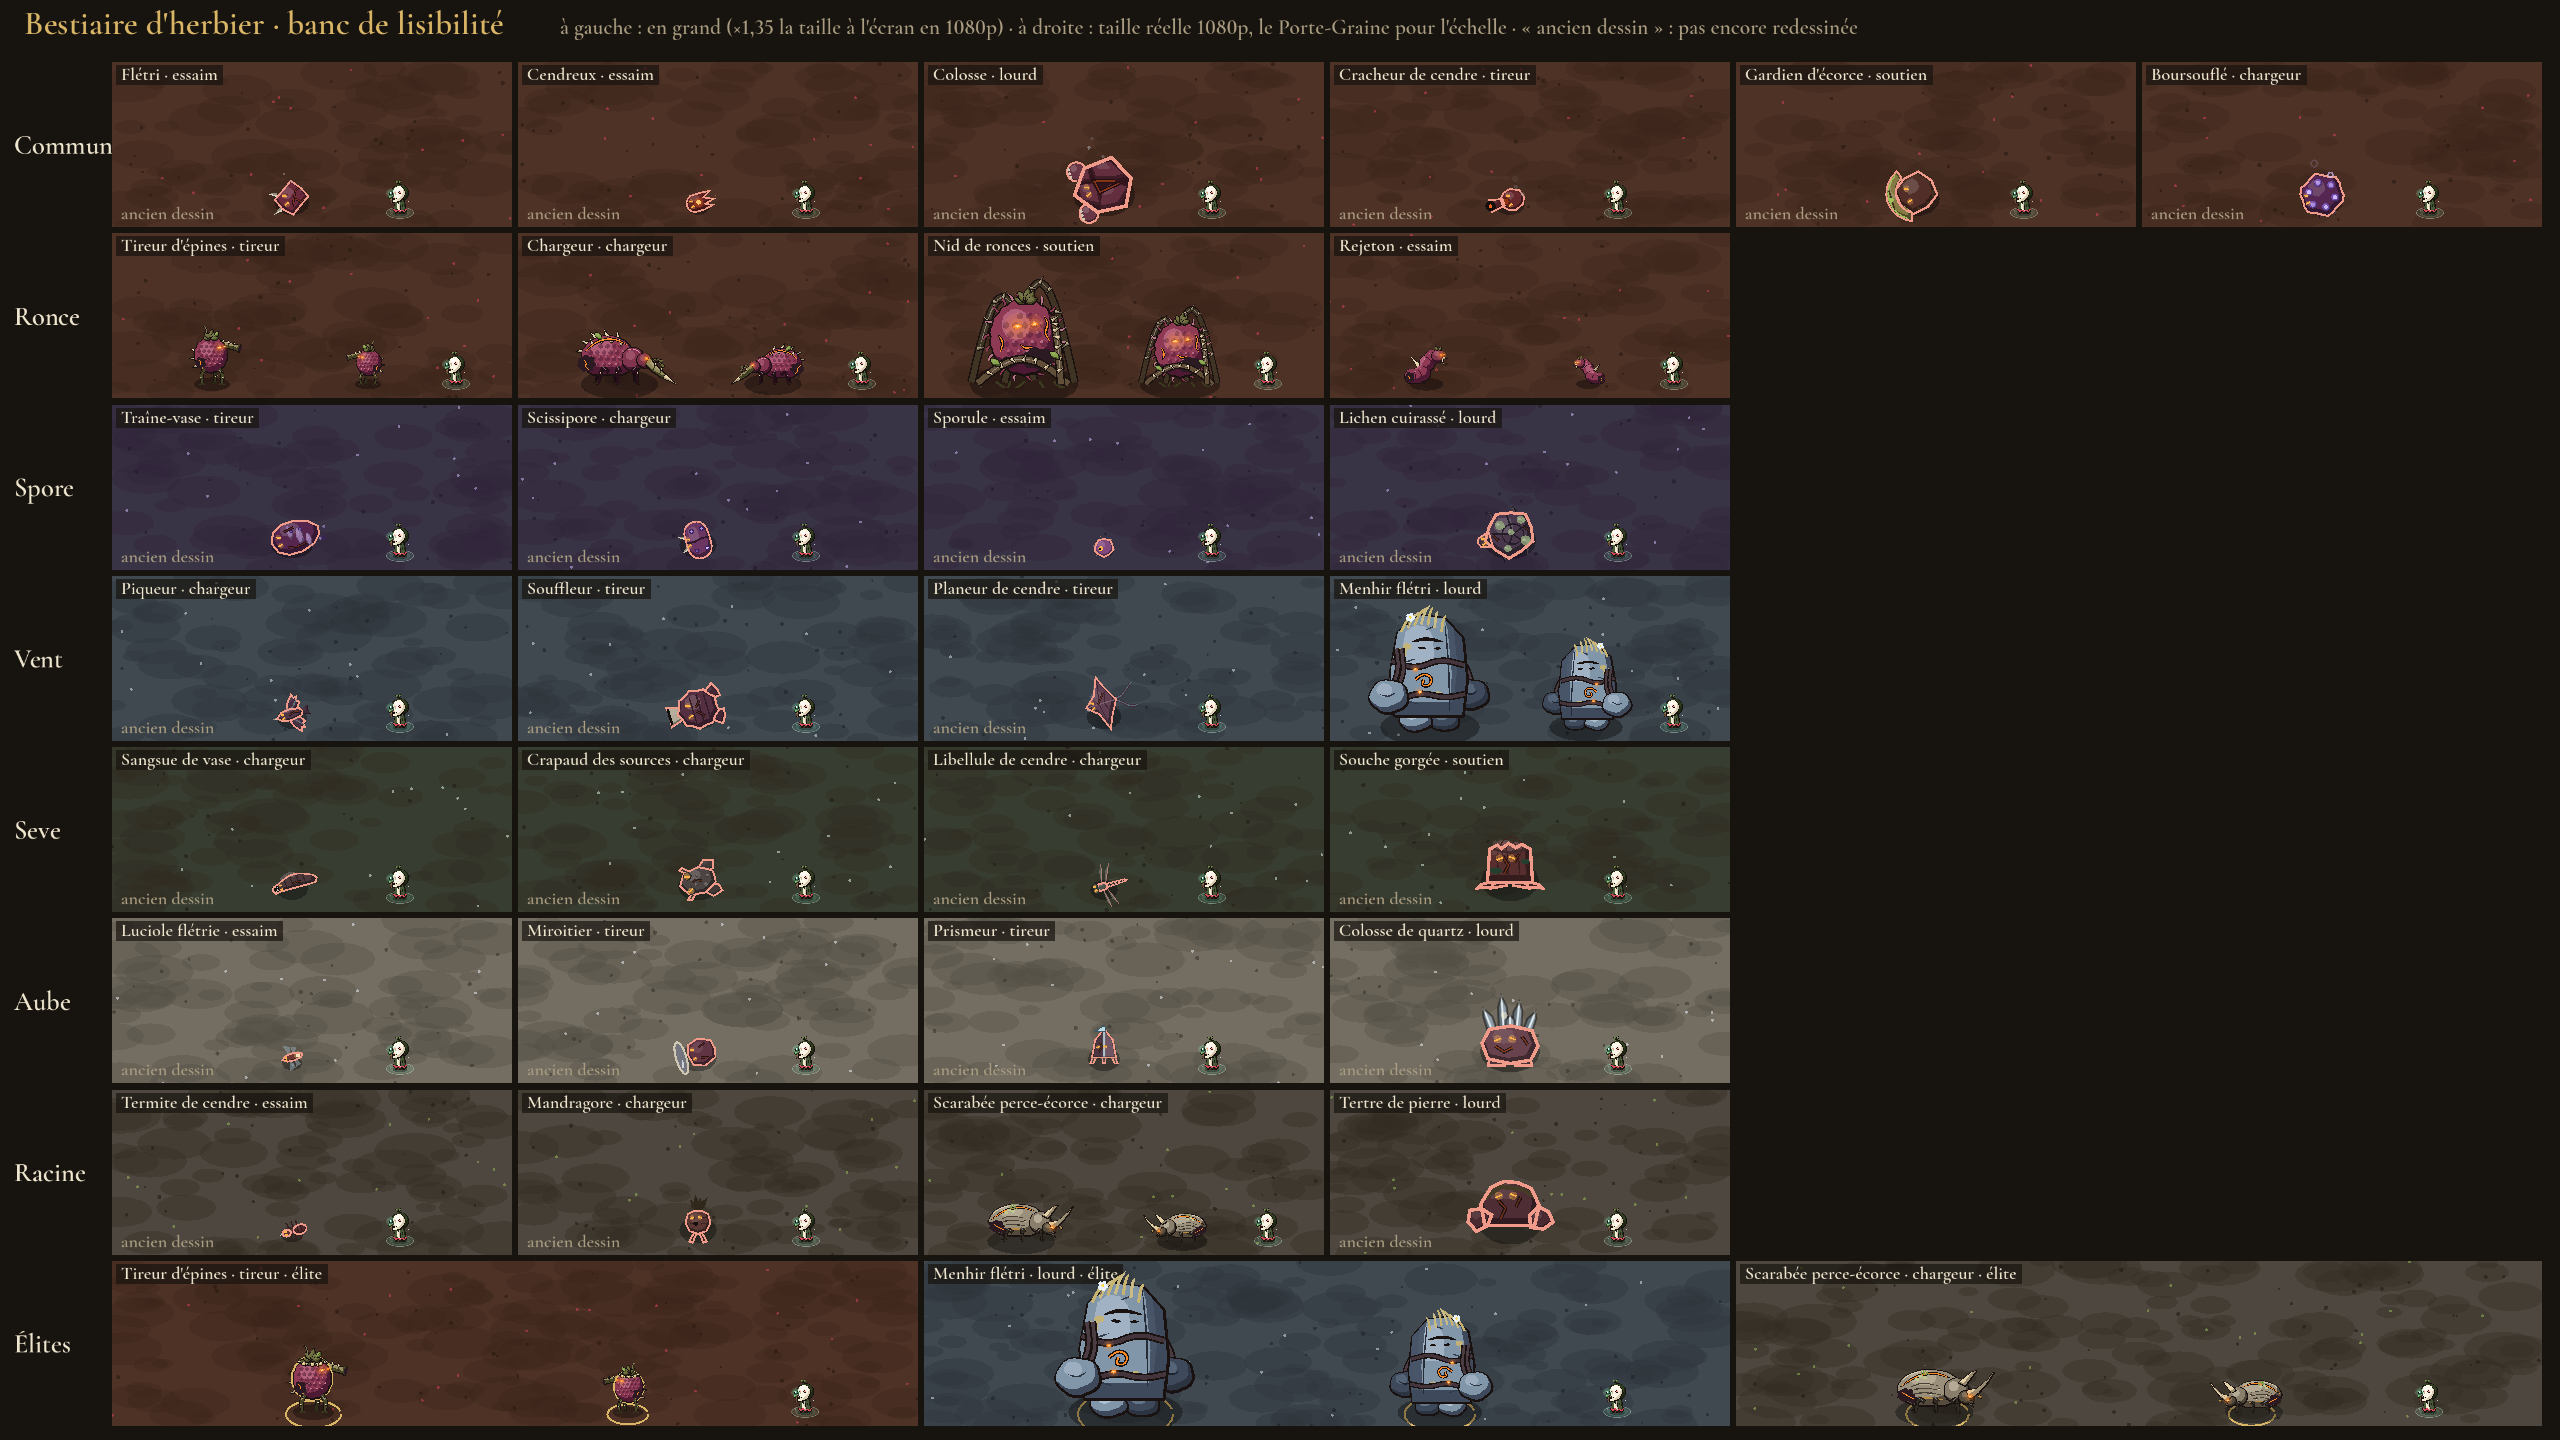 Bestiaire d'herbier · banc de lisibilité
à gauche : en grand (×1,35 la taille à l'écran en 1080p) · à droite : taille réelle 1080p, le Porte-Graine pour l'échelle · « ancien dessin » : pas encore redessinée
Commun
Flétri · essaim
ancien dessin
Cendreux · essaim
ancien dessin
Colosse · lourd
ancien dessin
Cracheur de cendre · tireur
ancien dessin
Gardien d'écorce · soutien
ancien dessin
Boursouflé · chargeur
ancien dessin
Ronce
Tireur d'épines · tireur
Chargeur · chargeur
Nid de ronces · soutien
Rejeton · essaim
Spore
Traîne-vase · tireur
ancien dessin
Scissipore · chargeur
ancien dessin
Sporule · essaim
ancien dessin
Lichen cuirassé · lourd
ancien dessin
Vent
Piqueur · chargeur
ancien dessin
Souffleur · tireur
ancien dessin
Planeur de cendre · tireur
ancien dessin
Menhir flétri · lourd
Seve
Sangsue de vase · chargeur
ancien dessin
Crapaud des sources · chargeur
ancien dessin
Libellule de cendre · chargeur
ancien dessin
Souche gorgée · soutien
ancien dessin
Aube
Luciole flétrie · essaim
ancien dessin
Miroitier · tireur
ancien dessin
Prismeur · tireur
ancien dessin
Colosse de quartz · lourd
ancien dessin
Racine
Termite de cendre · essaim
ancien dessin
Mandragore · chargeur
ancien dessin
Scarabée perce-écorce · chargeur
Tertre de pierre · lourd
ancien dessin
Élites
Tireur d'épines · tireur · élite
Menhir flétri · lourd · élite
Scarabée perce-écorce · chargeur · élite